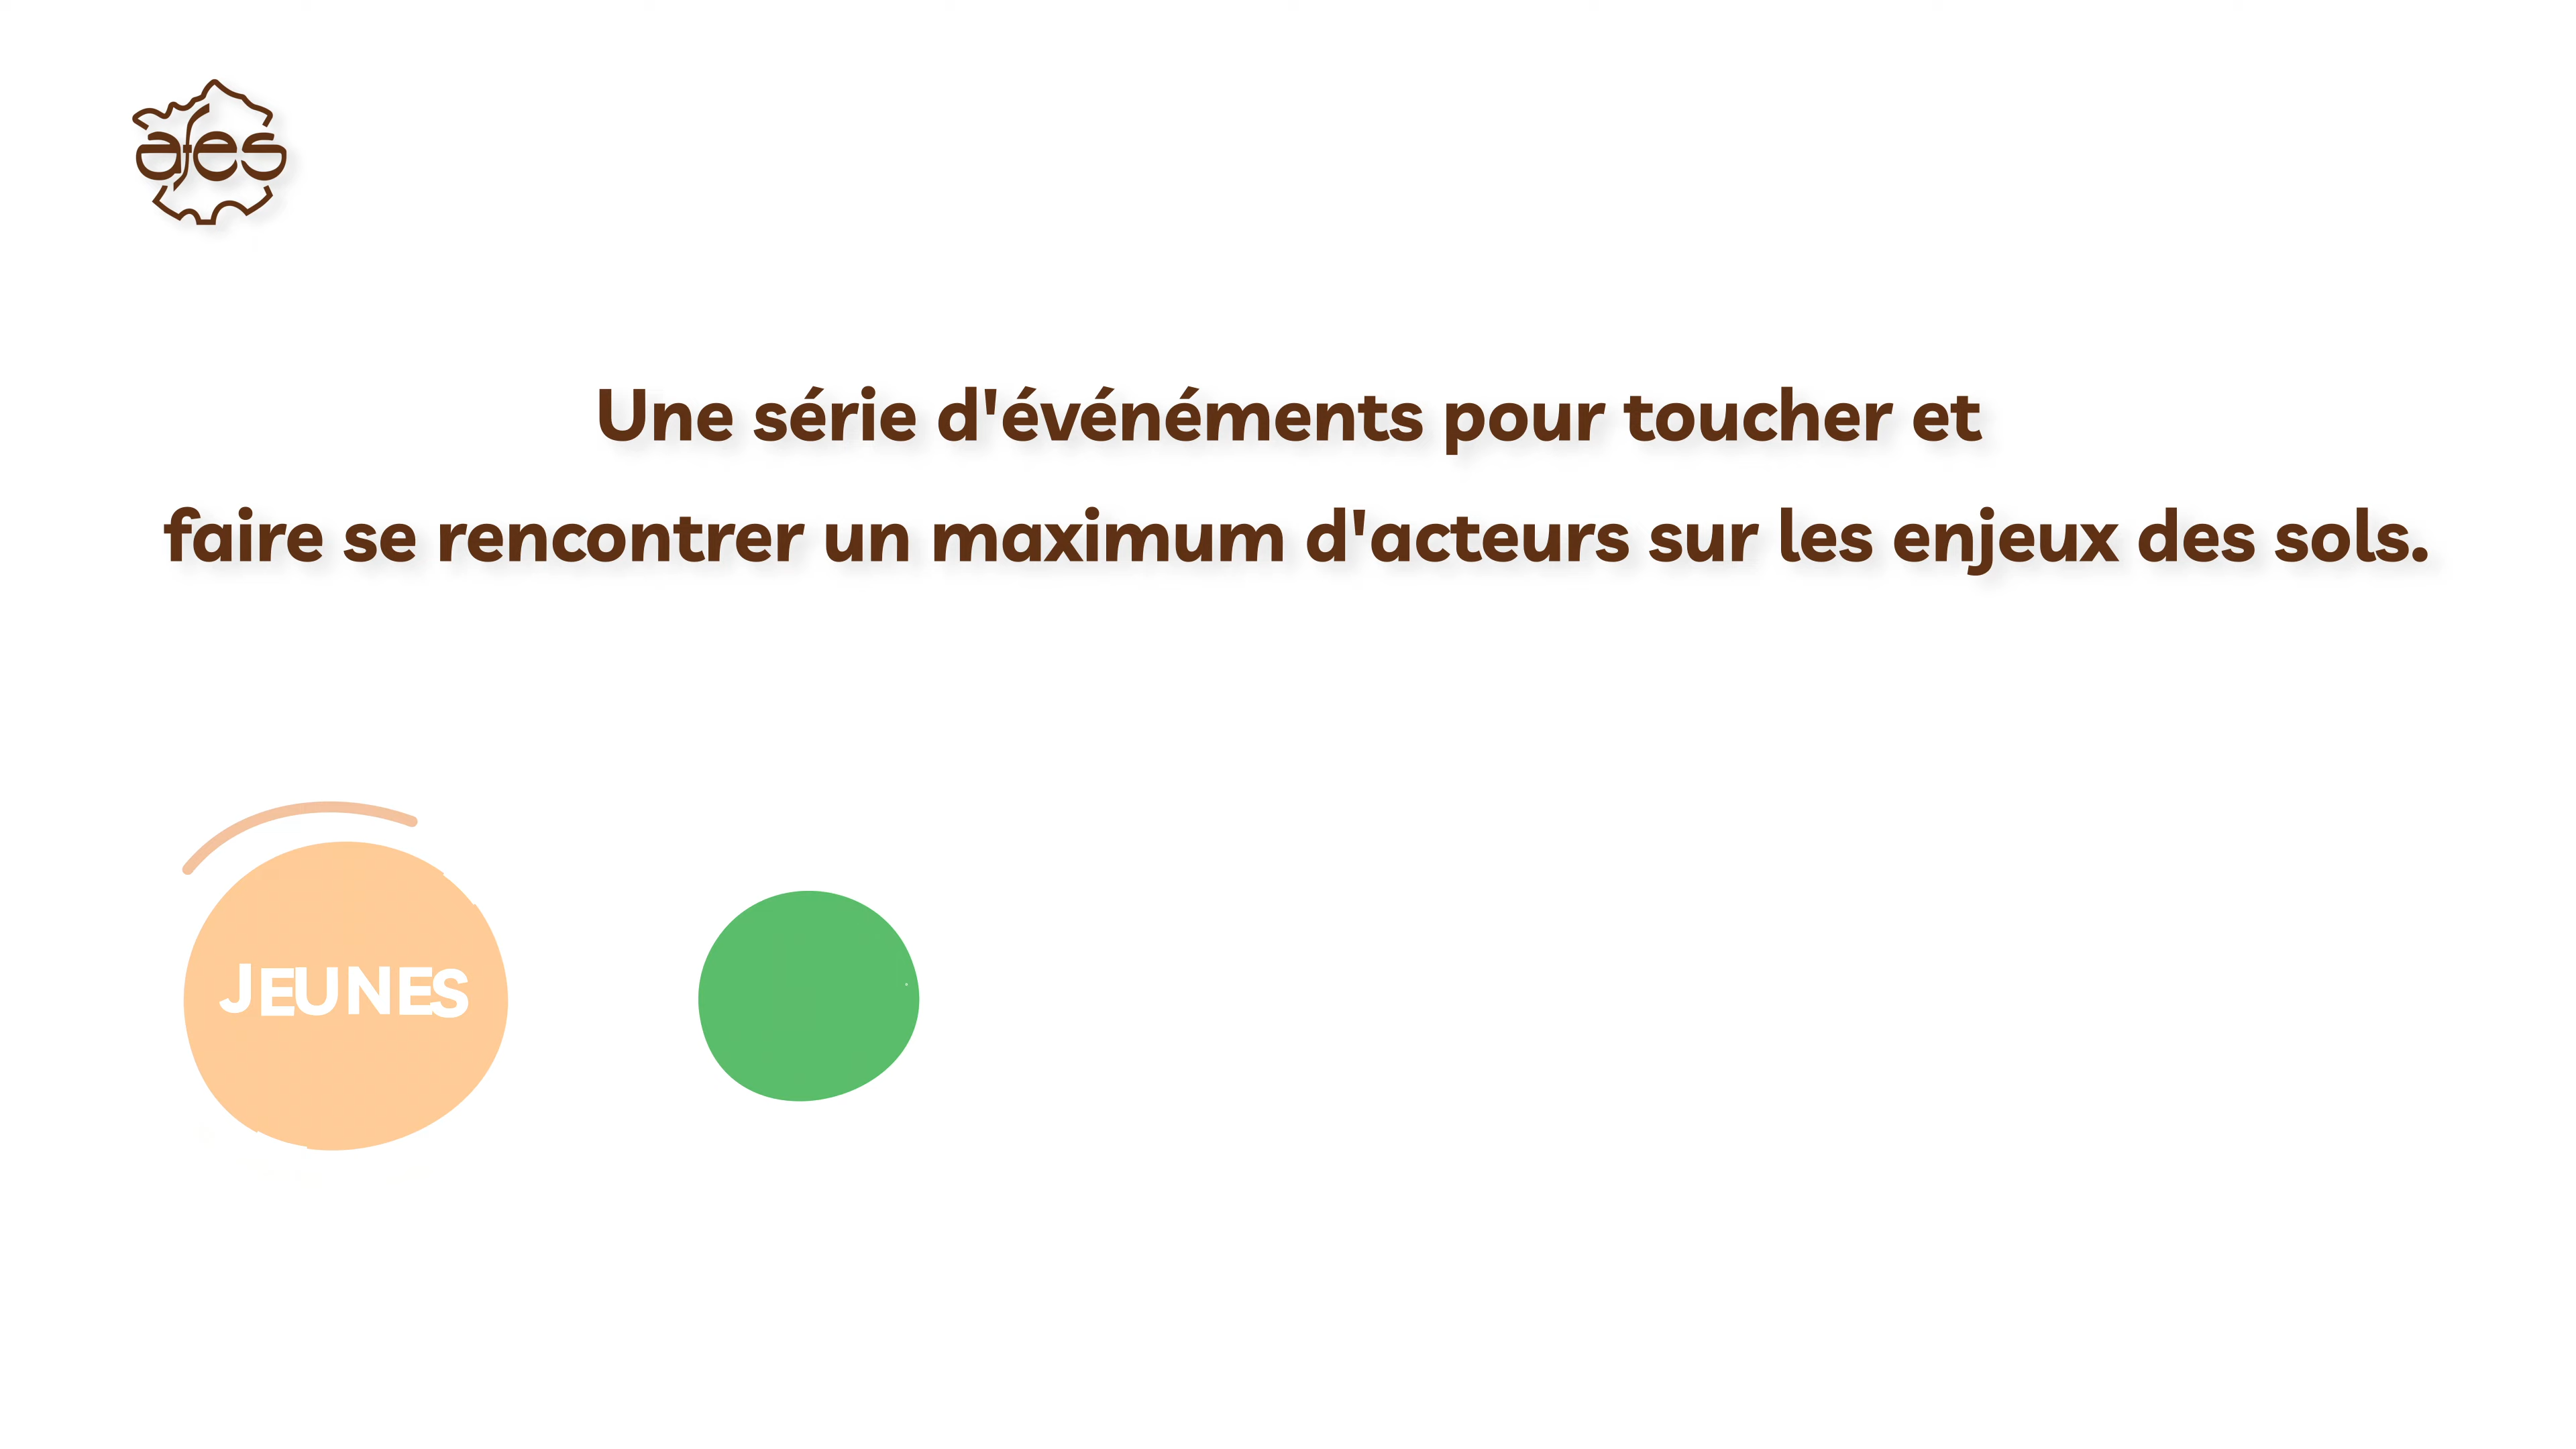 afes
Une série d'événéments pour toucher et
faire se rencontrer un maximum d'acteurs sur les enjeux des sols.
JEUNES